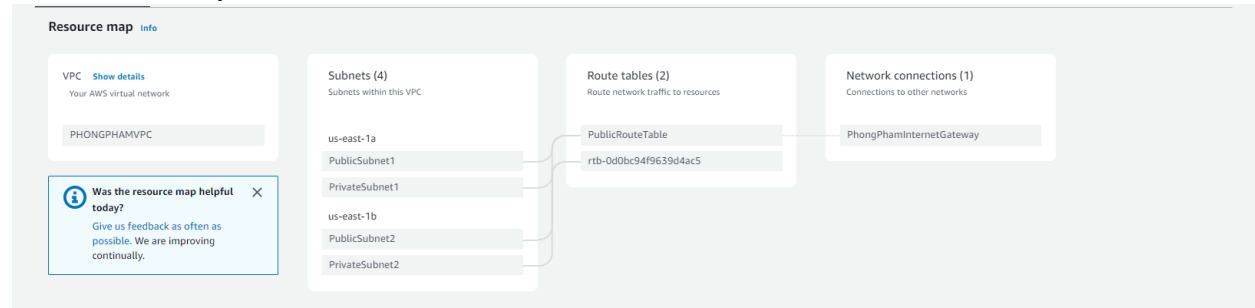 Resource map Info
VPC Show details
Your AWS virtual network
PHONGPHAMVPC
Was the resource map helpful
today?
Give us feedback as often as
possible. We are improving
continually.
Subnets (4)
Subnets within this VPC
us-east-1a
PublicSubnet1
PrivateSubnet1
us-east-1b
PublicSubnet2
PrivateSubnet2
Route tables (2)
Route network traffic to resources
PublicRouteTable
rtb-0d0bc94f9639d4ac5
Network connections (1)
Connections to other networks
PhongPhamInternetGateway